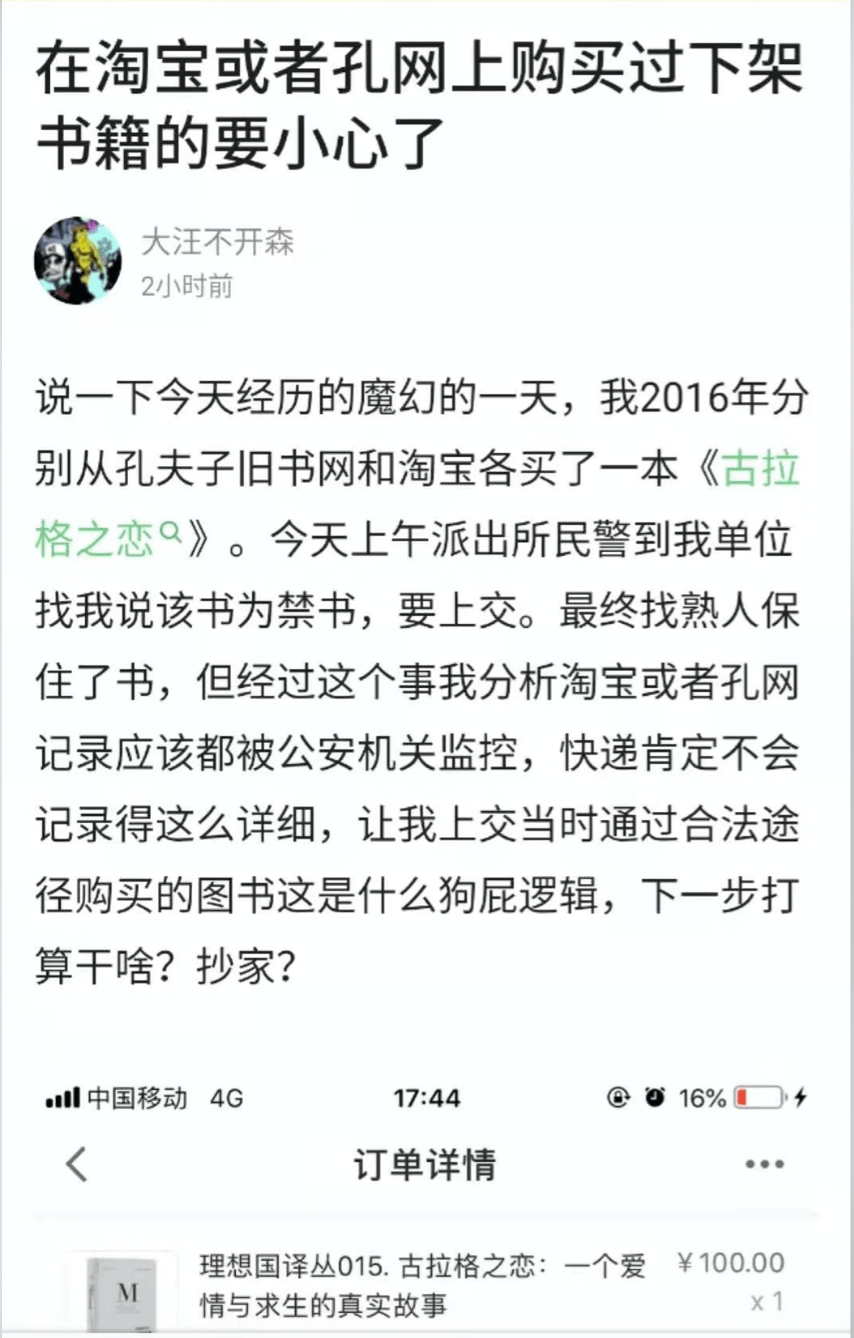 在淘宝或者孔网上购买过下架
书籍的要小心了
大汪不开森
2小时前
说一下今天经历的魔幻的一天，我2016年分
别从孔夫子旧书网和淘宝各买了一本《古拉
格之恋》。今天上午派出所民警到我单位
找我说该书为禁书，要上交。最终找熟人保
住了书，但经过这个事我分析淘宝或者孔网
记录应该都被公安机关监控，快递肯定不会
记录得这么详细，让我上交当时通过合法途
径购买的图书这是什么狗屁逻辑，下一步打
算干啥？抄家？
中国移动 4G 17:44 16%
订单详情
理想国译丛015. 古拉格之恋：一个爱 ¥100.00
情与求生的真实故事 x 1
M